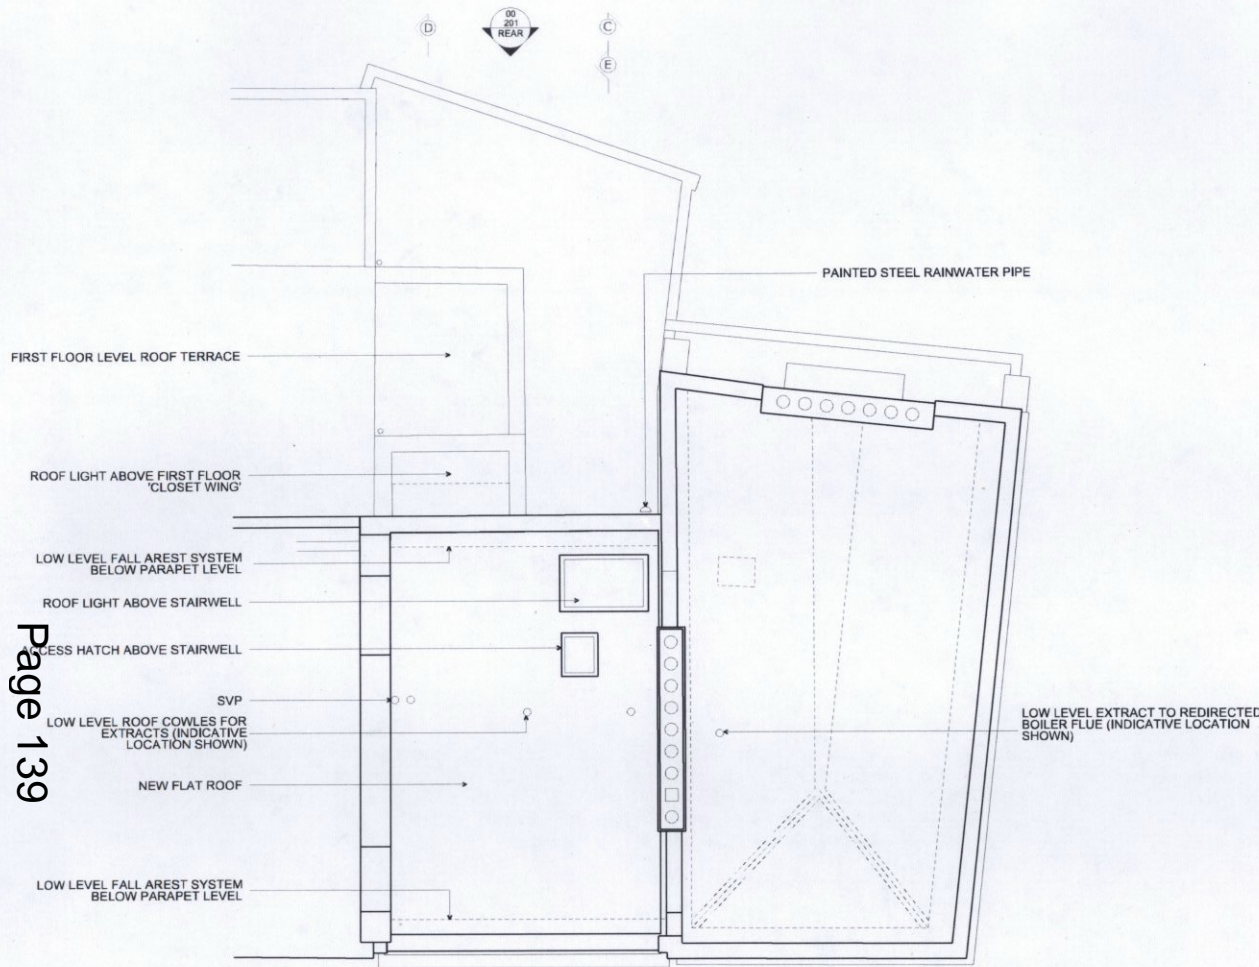 00
201
REAR
D
C
E
PAINTED STEEL RAINWATER PIPE
FIRST FLOOR LEVEL ROOF TERRACE
ROOF LIGHT ABOVE FIRST FLOOR
'CLOSET WING'
LOW LEVEL FALL AREST SYSTEM
BELOW PARAPET LEVEL
ROOF LIGHT ABOVE STAIRWELL
ACCESS HATCH ABOVE STAIRWELL
SVP
LOW LEVEL ROOF COWLES FOR
EXTRACTS (INDICATIVE
LOCATION SHOWN)
LOW LEVEL EXTRACT TO REDIRECTED
BOILER FLUE (INDICATIVE LOCATION
SHOWN)
NEW FLAT ROOF
LOW LEVEL FALL AREST SYSTEM
BELOW PARAPET LEVEL
Page 139